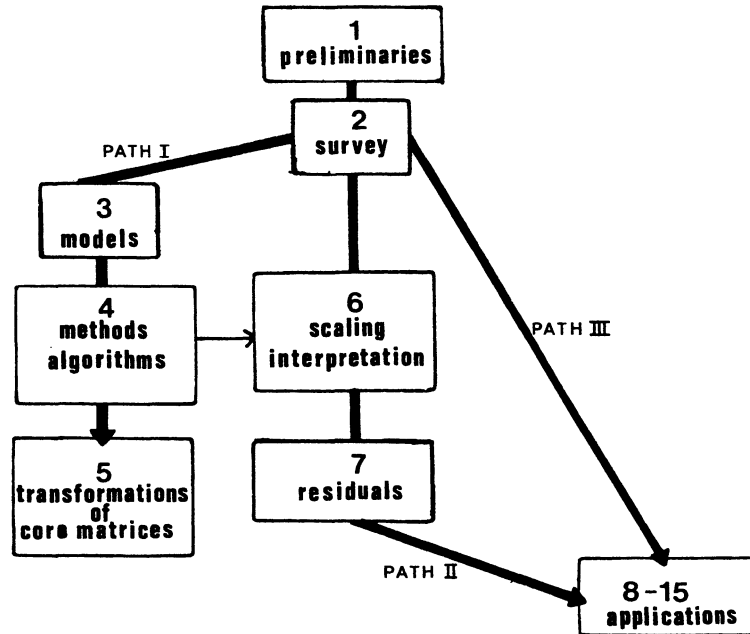 1
preliminaries
2
survey
PATH I
3
models
4
methods
algorithms
6
scaling
interpretation
PATH III
5
transformations
of
core matrices
7
residuals
PATH II
8-15
applications